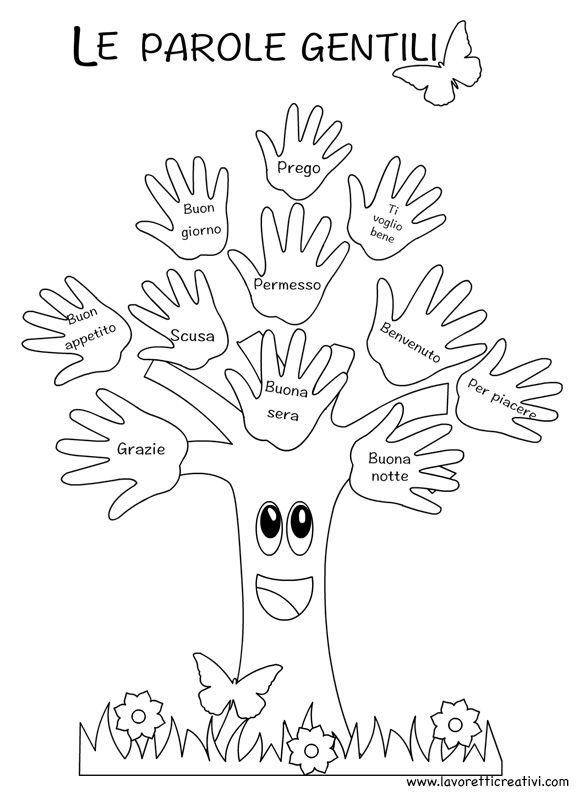 LE PAROLE GENTILI
Prego
Buon
giorno
Ti
voglio
bene
Permesso
Buon
appetito
Scusa
Benvenuto
Buona
sera
Per piacere
Grazie
Buona
notte
www.lavoretticreativi.com